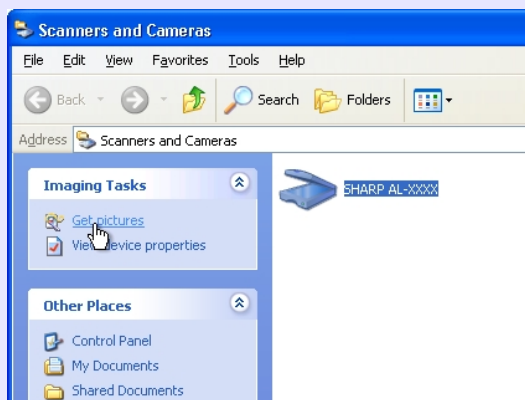 Scanners and Cameras
File Edit View Favorites Tools Help
Back Search Folders
Address Scanners and Cameras
Imaging Tasks
SHARP AL-XXXX
Get pictures
View device properties
Other Places
Control Panel
My Documents
Shared Documents